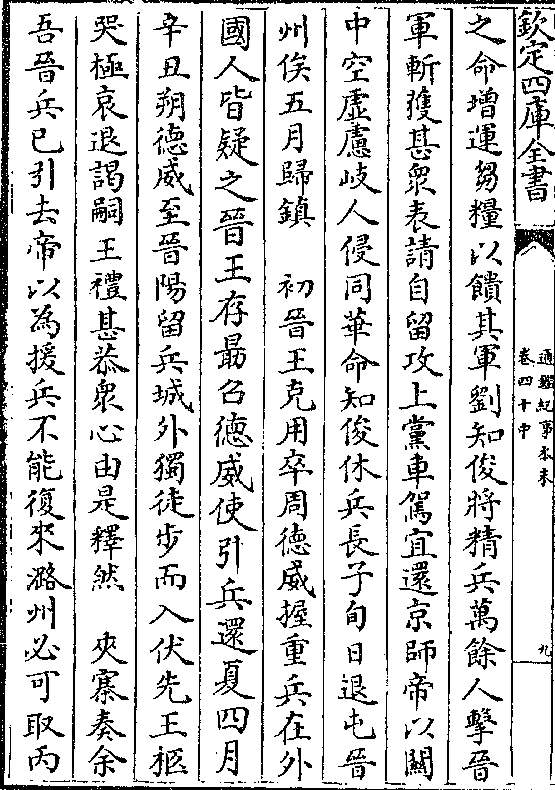 欽定四庫全書
通鑑紀事本末
卷四十中
九
之命增運芻糧以饋其軍劉知俊將精兵萬餘人擊晉
軍斬獲甚衆表請自留攻上黨車駕宜還京師帝以關
中空虛慮岐人侵同華命知俊休兵長子旬日退屯晉
州俟五月歸鎮　初晉王克用卒周德威握重兵在外
國人皆疑之晉王存朂召德威使引兵還夏四月
辛丑朔德威至晉陽留兵城外獨徒步而入伏先王柩
哭極哀退謁嗣王禮甚恭衆心由是釋然　夾寨奏余
吾晉兵已引去帝以為援兵不能復來潞州必可取丙